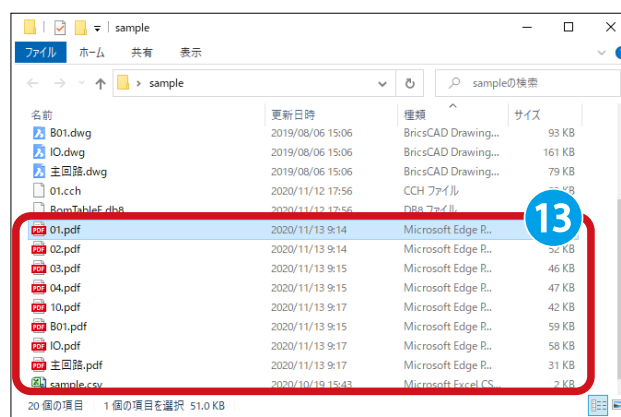 sample
ファイル ホーム 共有 表示
sample sampleの検索
名前 更新日時 種類 サイズ
B01.dwg 2019/08/06 15:06 BricsCAD Drawing... 93 KB
IO.dwg 2019/08/06 15:06 BricsCAD Drawing... 161 KB
主回路.dwg 2019/08/06 15:06 BricsCAD Drawing... 79 KB
01.cch 2020/11/12 17:56 CCH ファイル KB
BomTableF.db8 2020/11/12 17:56 DB8 ファイル
13
01.pdf 2020/11/13 9:14 Microsoft Edge P...
02.pdf 2020/11/13 9:14 Microsoft Edge P... 52 KB
03.pdf 2020/11/13 9:15 Microsoft Edge P... 46 KB
04.pdf 2020/11/13 9:15 Microsoft Edge P... 47 KB
10.pdf 2020/11/13 9:17 Microsoft Edge P... 42 KB
B01.pdf 2020/11/13 9:15 Microsoft Edge P... 59 KB
IO.pdf 2020/11/13 9:17 Microsoft Edge P... 58 KB
主回路.pdf 2020/11/13 9:17 Microsoft Edge P... 31 KB
sample.csv 2020/10/19 15:43 Microsoft Excel CS... 2 KB
20 個の項目 1 個の項目を選択 51.0 KB